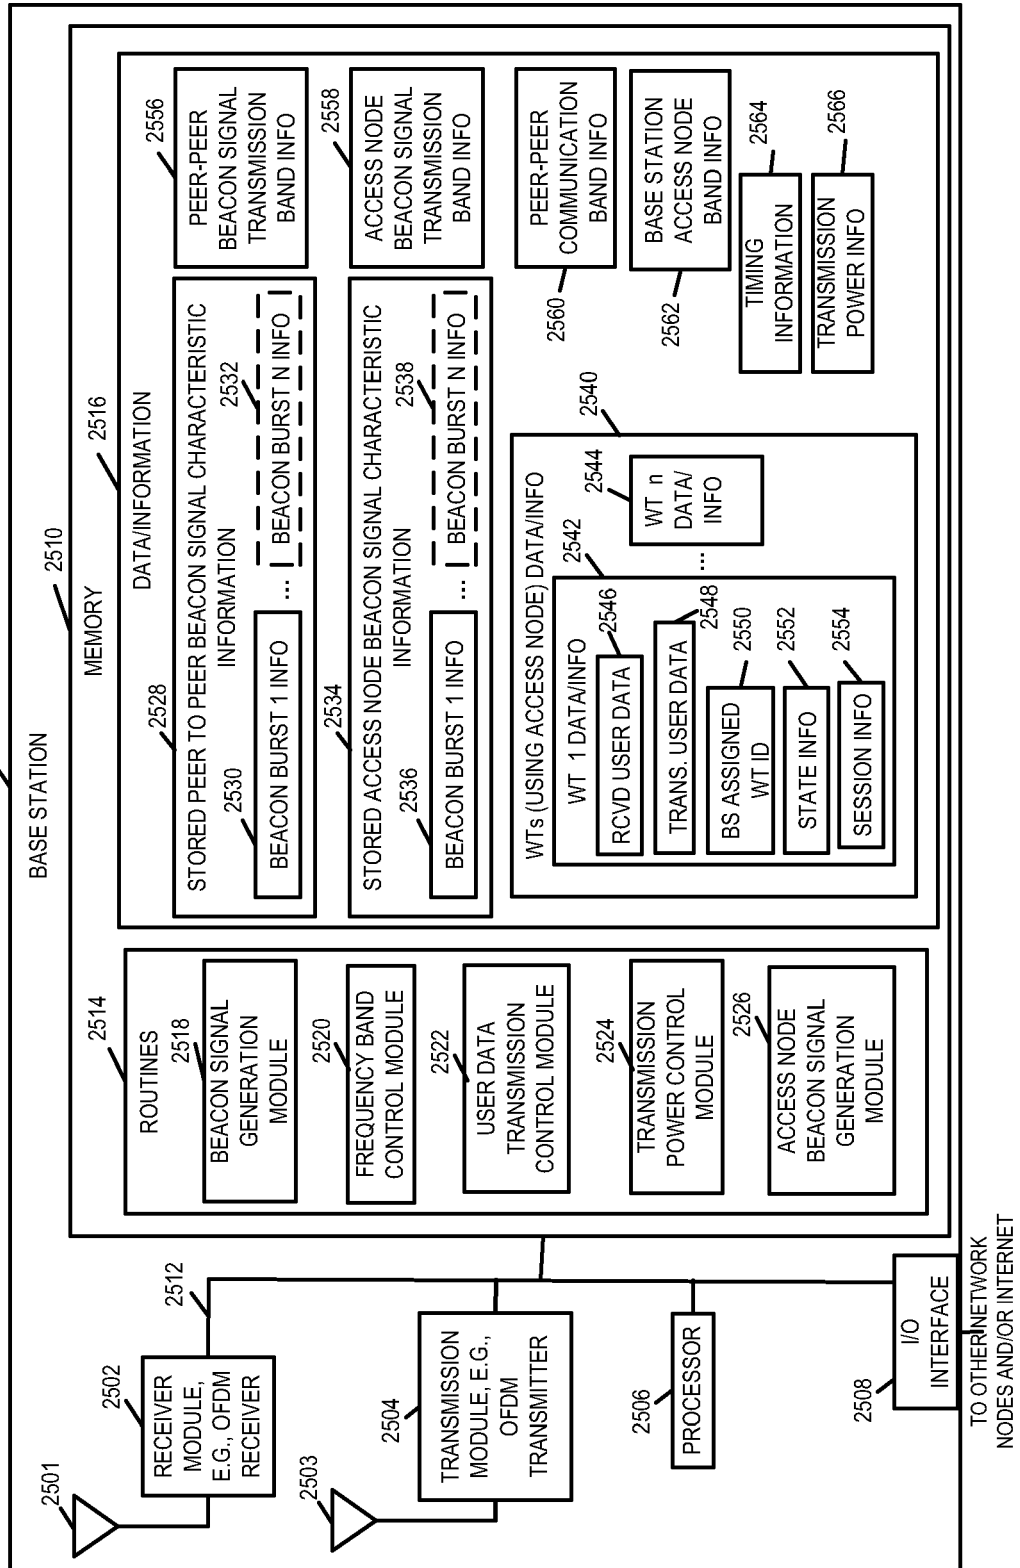 BASE STATION
2510
MEMORY
2514
ROUTINES
2518
BEACON SIGNAL
GENERATION
MODULE
2520
FREQUENCY BAND
CONTROL MODULE
2522
USER DATA
TRANSMISSION
CONTROL MODULE
2524
TRANSMISSION
POWER CONTROL
MODULE
2526
ACCESS NODE
BEACON SIGNAL
GENERATION
MODULE
2516
DATA/INFORMATION
2528
STORED PEER TO PEER BEACON SIGNAL CHARACTERISTIC
INFORMATION
2530
BEACON BURST 1 INFO
...
2532
BEACON BURST N INFO
2534
STORED ACCESS NODE BEACON SIGNAL CHARACTERISTIC
INFORMATION
2536
BEACON BURST 1 INFO
...
2538
BEACON BURST N INFO
2540
WTs (USING ACCESS NODE) DATA/INFO
2542
WT 1 DATA/INFO
2546
RCVD USER DATA
2548
TRANS. USER DATA
2550
BS ASSIGNED
WT ID
2552
STATE INFO
2554
SESSION INFO
...
2544
WT n
DATA/
INFO
2556
PEER-PEER
BEACON SIGNAL
TRANSMISSION
BAND INFO
2558
ACCESS NODE
BEACON SIGNAL
TRANSMISSION
BAND INFO
2560
PEER-PEER
COMMUNICATION
BAND INFO
2562
BASE STATION
ACCESS NODE
BAND INFO
2564
TIMING
INFORMATION
2566
TRANSMISSION
POWER INFO
2501
2502
RECEIVER
MODULE,
E.G., OFDM
RECEIVER
2512
2503
2504
TRANSMISSION
MODULE, E.G.,
OFDM
TRANSMITTER
2506
PROCESSOR
2508
I/O
INTERFACE
TO OTHER NETWORK
NODES AND/OR INTERNET